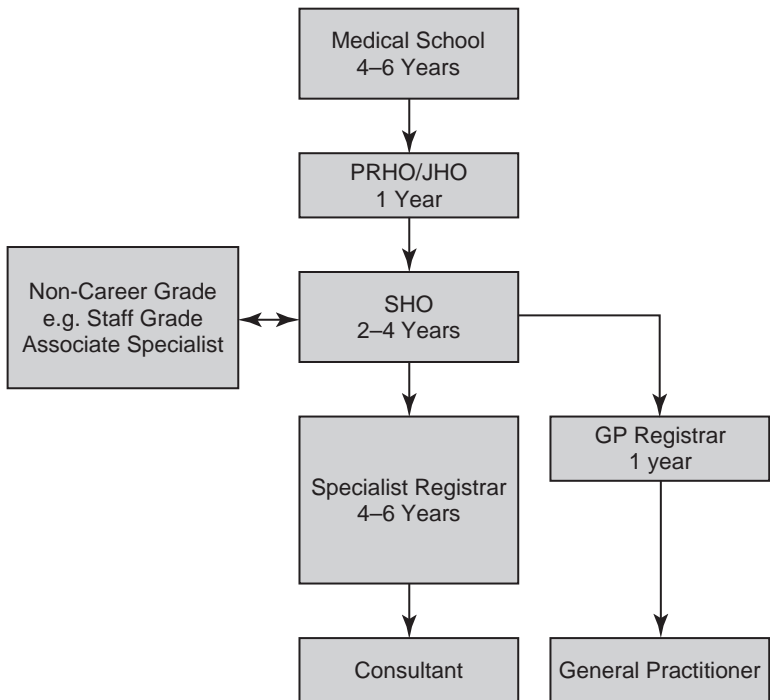 Medical School
4–6 Years
PRHO/JHO
1 Year
Non-Career Grade
e.g. Staff Grade
Associate Specialist
SHO
2–4 Years
GP Registrar
1 year
Specialist Registrar
4–6 Years
Consultant
General Practitioner